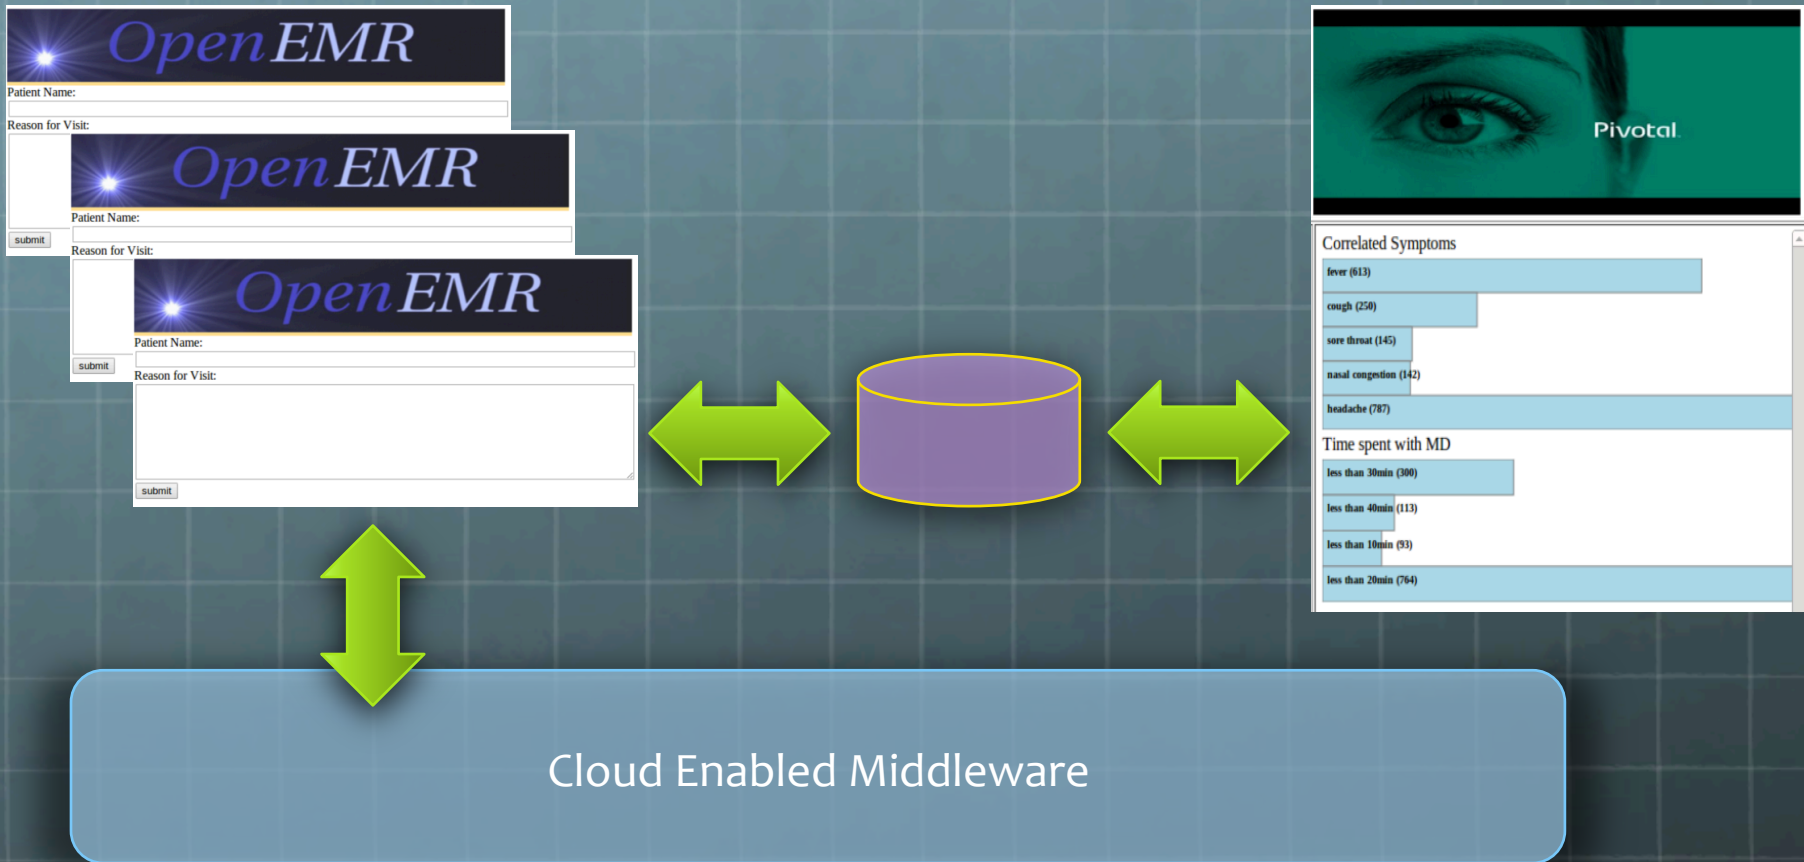 OpenEMR
Patient Name:
Reason for Visit:
submit
OpenEMR
Patient Name:
Reason for Visit:
submit
OpenEMR
Patient Name:
Reason for Visit:
submit
Pivotal
Correlated Symptoms
fever (613)
cough (250)
sore throat (145)
nasal congestion (142)
headache (787)
Time spent with MD
less than 30min (300)
less than 40min (113)
less than 10min (93)
less than 20min (764)
Cloud Enabled Middleware